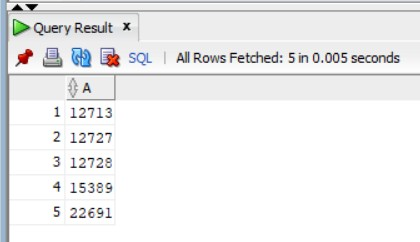 Query Result x
SQL | All Rows Fetched: 5 in 0.005 seconds
A
1 12713
2 12727
3 12728
4 15389
5 22691